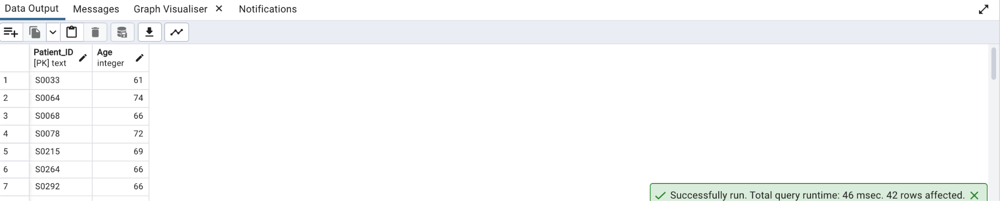 Data Output Messages Graph Visualiser Notifications
Patient_ID Age
[PK] text integer
1 S0033 61
2 S0064 74
3 S0068 66
4 S0078 72
5 S0215 69
6 S0264 66
7 S0292 66
Successfully run. Total query runtime: 46 msec. 42 rows affected.